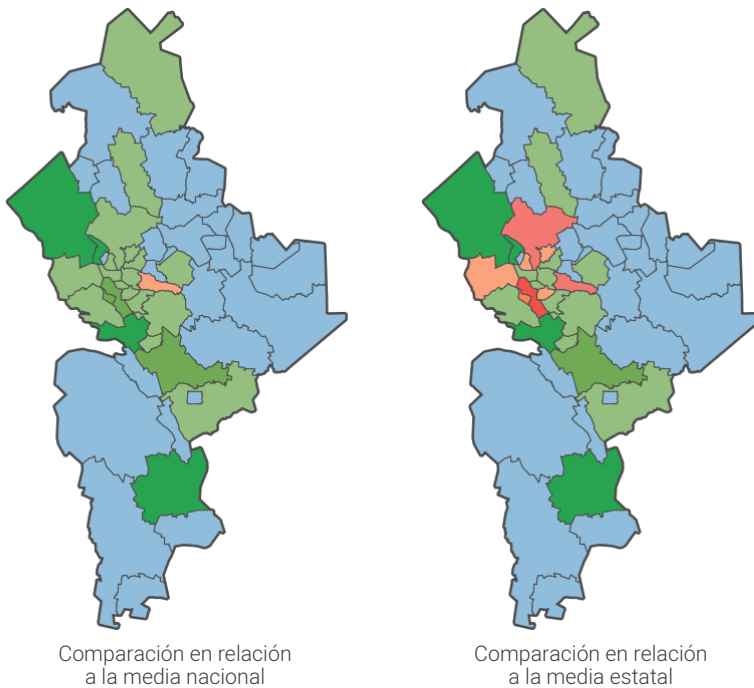 Comparación en relación
a la media nacional
Comparación en relación
a la media estatal